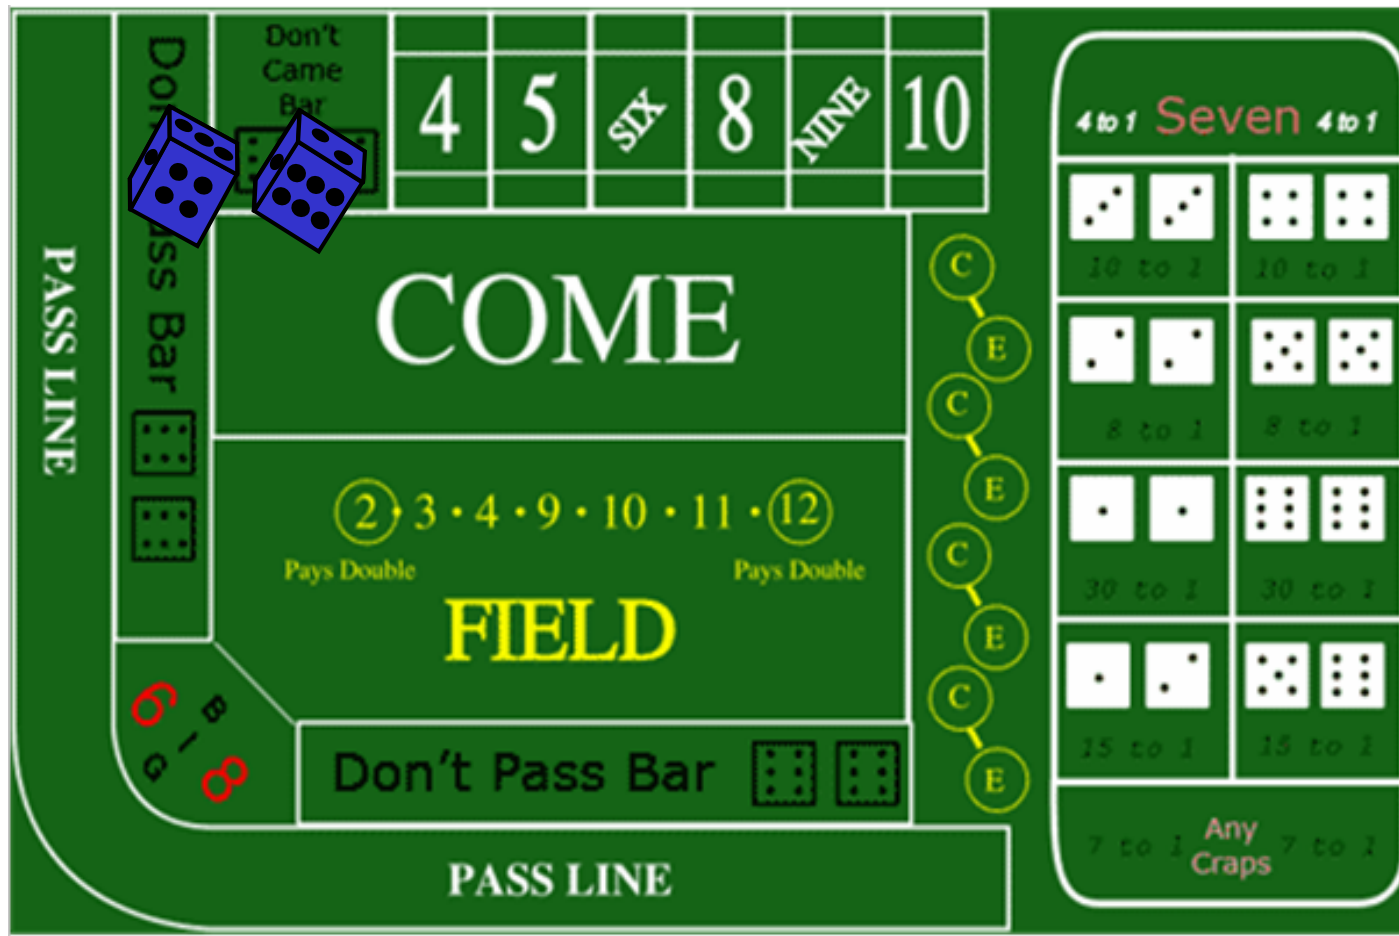 PASS LINE
Don't Pass Bar
Don't
Came
Bar
4 5 SIX 8 NINE 10
COME
2 · 3 · 4 · 9 · 10 · 11 · 12
Pays Double Pays Double
FIELD
C
E
C
E
C
E
C
E
6 8
B
I
G
Don't Pass Bar
PASS LINE
4 to 1 Seven 4 to 1
10 to 1 10 to 1
8 to 1 8 to 1
30 to 1 30 to 1
15 to 1 15 to 1
7 to 1 Any Craps 7 to 1